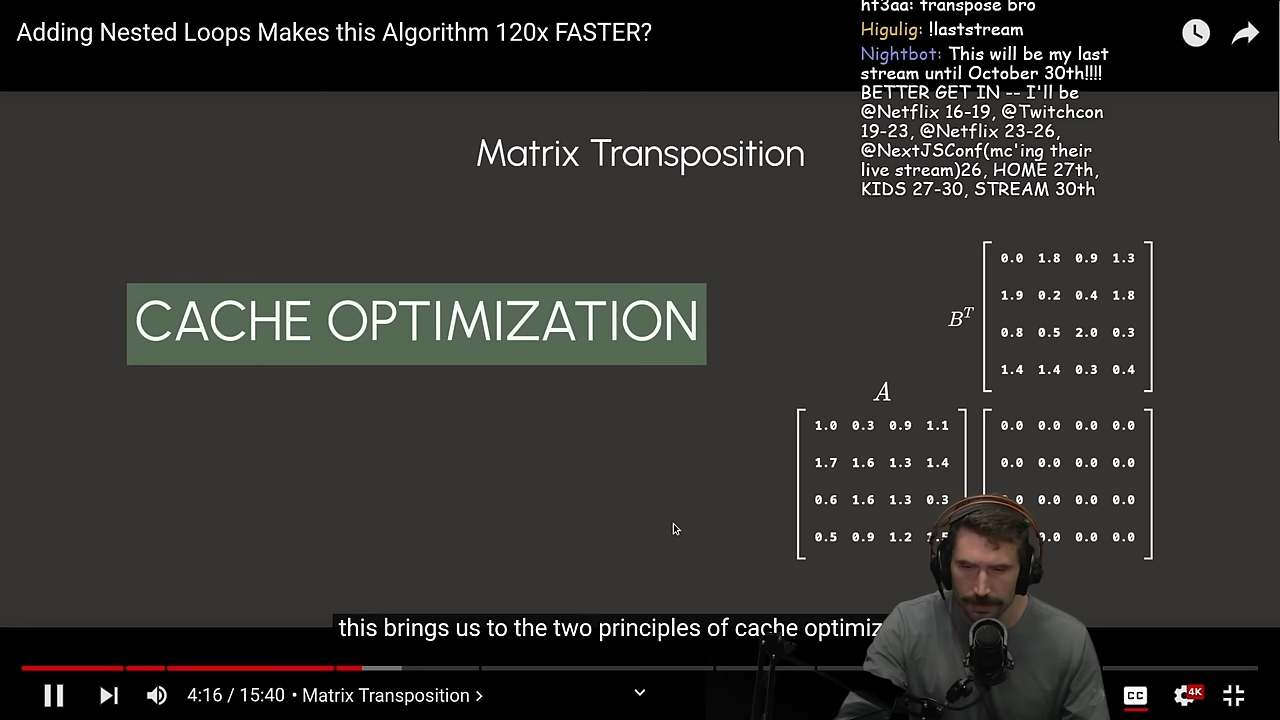 Adding Nested Loops Makes this Algorithm 120x FASTER?
ht3aa: transpose bro
Higulig: !laststream
Nightbot: This will be my last
stream until October 30th!!!!
BETTER GET IN -- I'll be
@Netflix 16-19, @Twitchcon
19-23, @Netflix 23-26,
@NextJSConf(mc'ing their
live stream)26, HOME 27th,
KIDS 27-30, STREAM 30th
Matrix Transposition
CACHE OPTIMIZATION
B^T
0.0 1.8 0.9 1.3
1.9 0.2 0.4 1.8
0.8 0.5 2.0 0.3
1.4 1.4 0.3 0.4
A
1.0 0.3 0.9 1.1
1.7 1.6 1.3 1.4
0.6 1.6 1.3 0.3
0.5 0.9 1.2 1.5
0.0 0.0 0.0 0.0
0.0 0.0 0.0 0.0
0.0 0.0 0.0
0.0 0.0 0.0
this brings us to the two principles of cache optimiz
4:16 / 15:40 • Matrix Transposition >
CC
4K